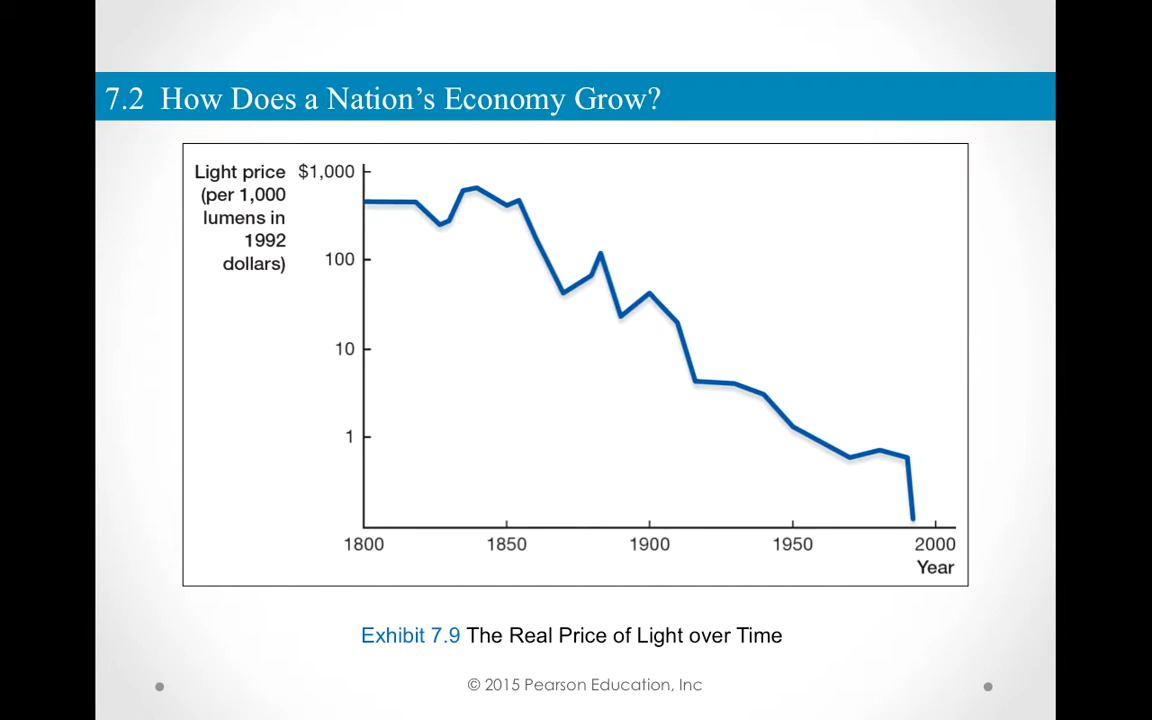 7.2 How Does a Nation’s Economy Grow?
Light price
(per 1,000
lumens in
1992
dollars)
$1,000
100
10
1
1800 1850 1900 1950 2000
Year
Exhibit 7.9 The Real Price of Light over Time
© 2015 Pearson Education, Inc